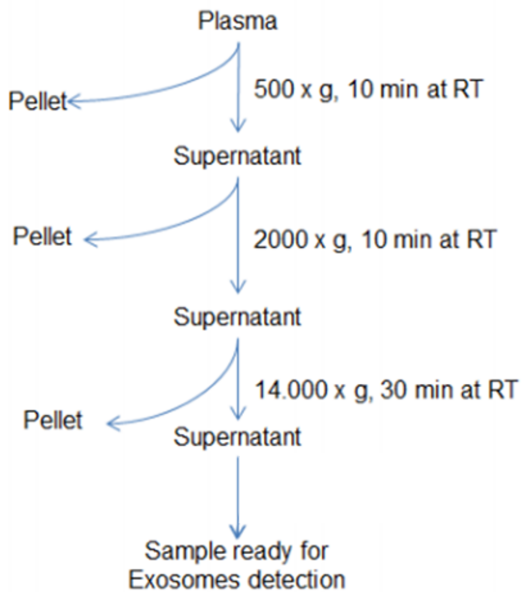 Plasma
500 x g, 10 min at RT
Pellet
Supernatant
Pellet
2000 x g, 10 min at RT
Supernatant
14.000 x g, 30 min at RT
Pellet
Supernatant
Sample ready for
Exosomes detection